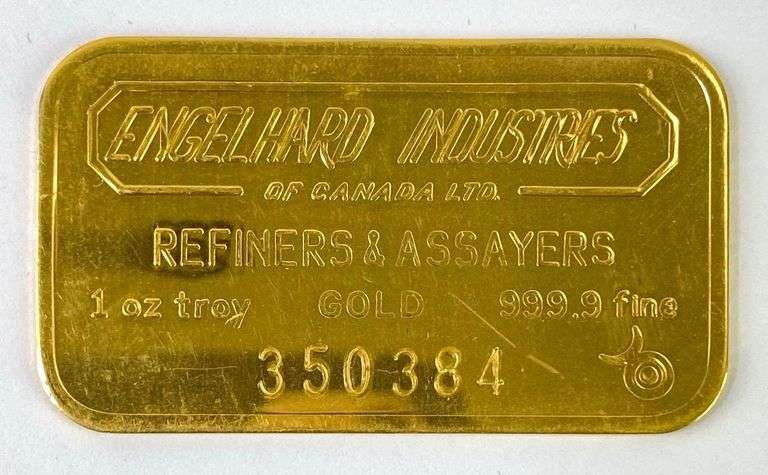 ENGELHARD INDUSTRIES
OF CANADA LTD.
REFINERS & ASSAYERS
1 oz troy GOLD 999.9 fine
350384